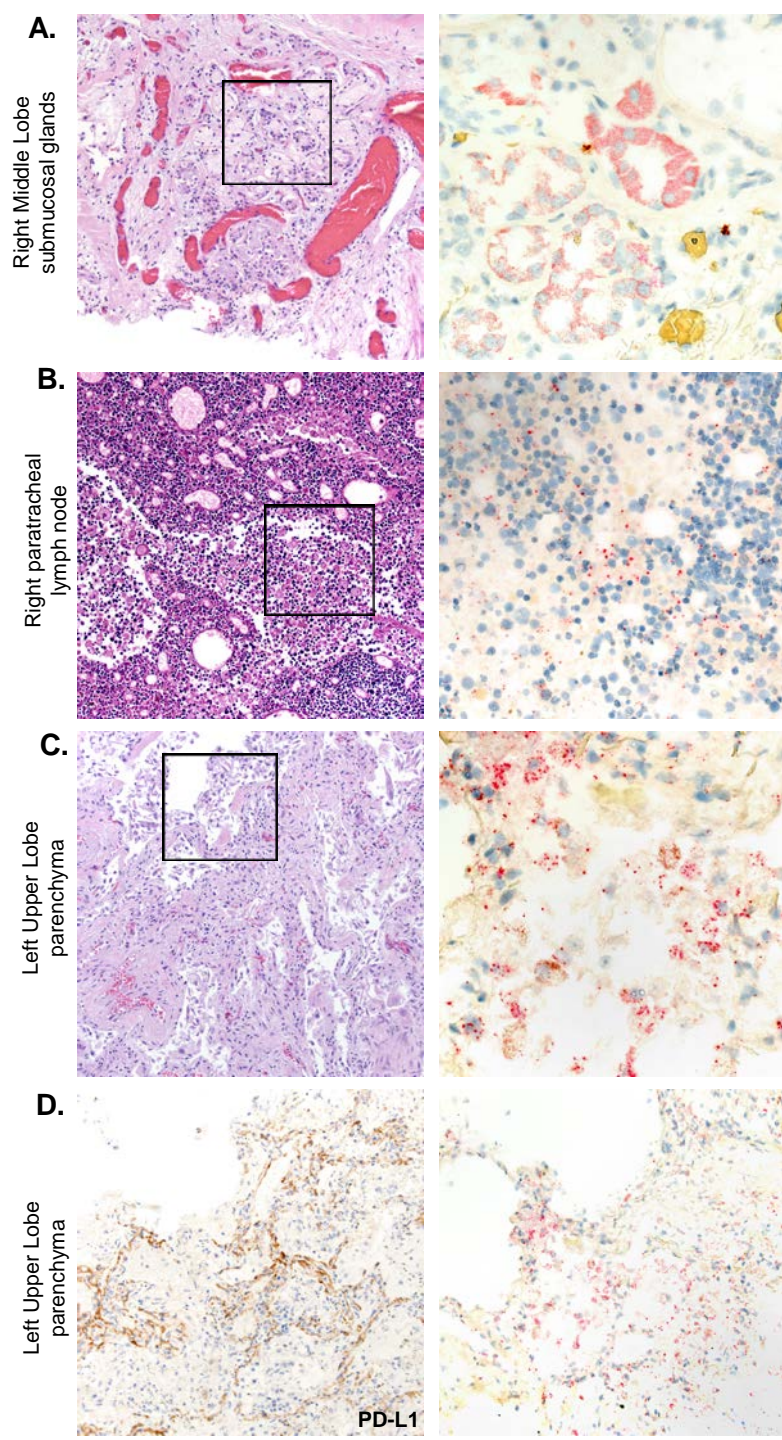 A.
Right Middle Lobe
submucosal glands
B.
Right paratracheal
lymph node
C.
Left Upper Lobe
parenchyma
D.
Left Upper Lobe
parenchyma
PD-L1